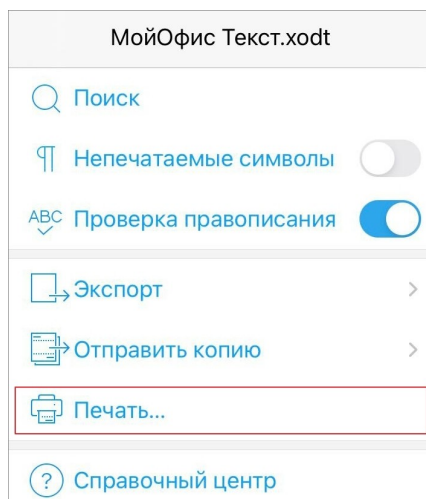 МойОфис Текст.xodt
Поиск
Непечатаемые символы
ABC Проверка правописания
Экспорт
Отправить копию
Печать...
? Справочный центр